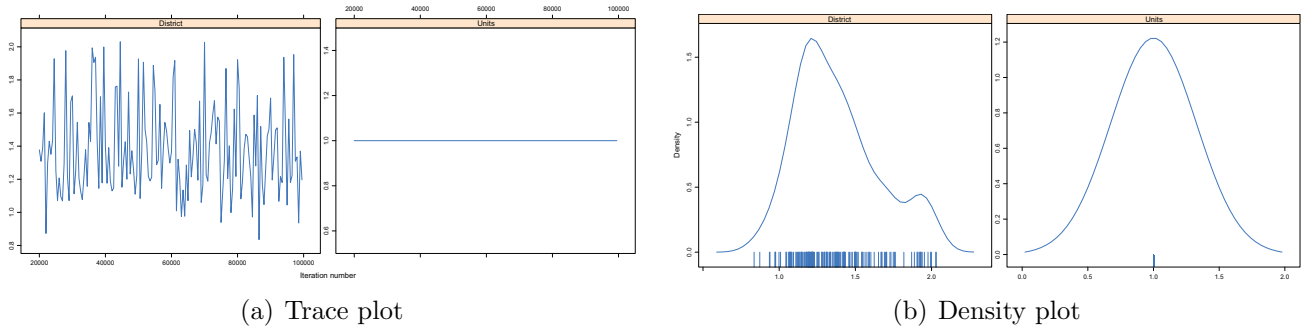 20000 40000 60000 80000 100000
District Units
2.0
1.8
1.6
1.4
1.2
1.0
0.8
1.4
1.2
1.0
0.8
0.6
20000 40000 60000 80000 100000
Iteration number
(a) Trace plot
District Units
Density
1.5
1.0
0.5
0.0
1.2
1.0
0.8
0.6
0.4
0.2
0.0
1.0 1.5 2.0
0.0 0.5 1.0 1.5 2.0
(b) Density plot